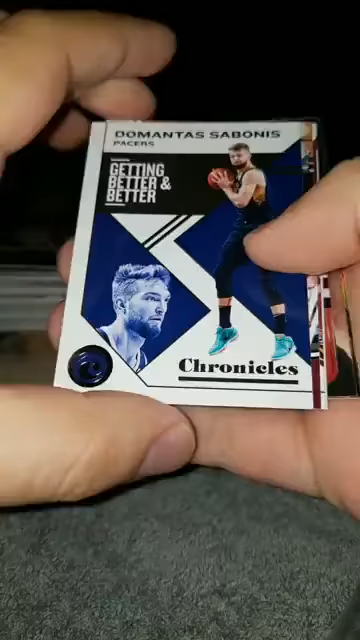 DOMANTAS SABONIS
PACERS
GETTING
BETTER &
BETTER
Chronicles